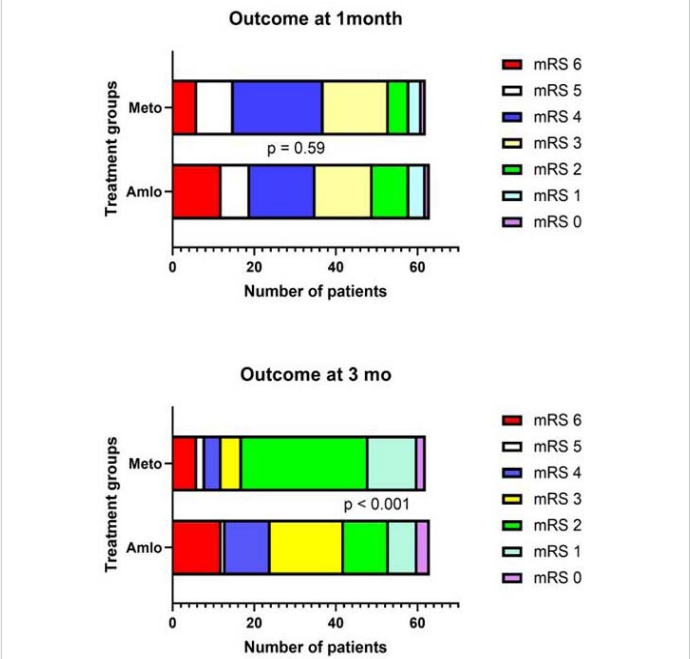 Outcome at 1month
Treatment groups
Meto
p = 0.59
Amlo
0 20 40 60
Number of patients
mRS 6
mRS 5
mRS 4
mRS 3
mRS 2
mRS 1
mRS 0
Outcome at 3 mo
Treatment groups
Meto
p < 0.001
Amlo
0 20 40 60
Number of patients
mRS 6
mRS 5
mRS 4
mRS 3
mRS 2
mRS 1
mRS 0